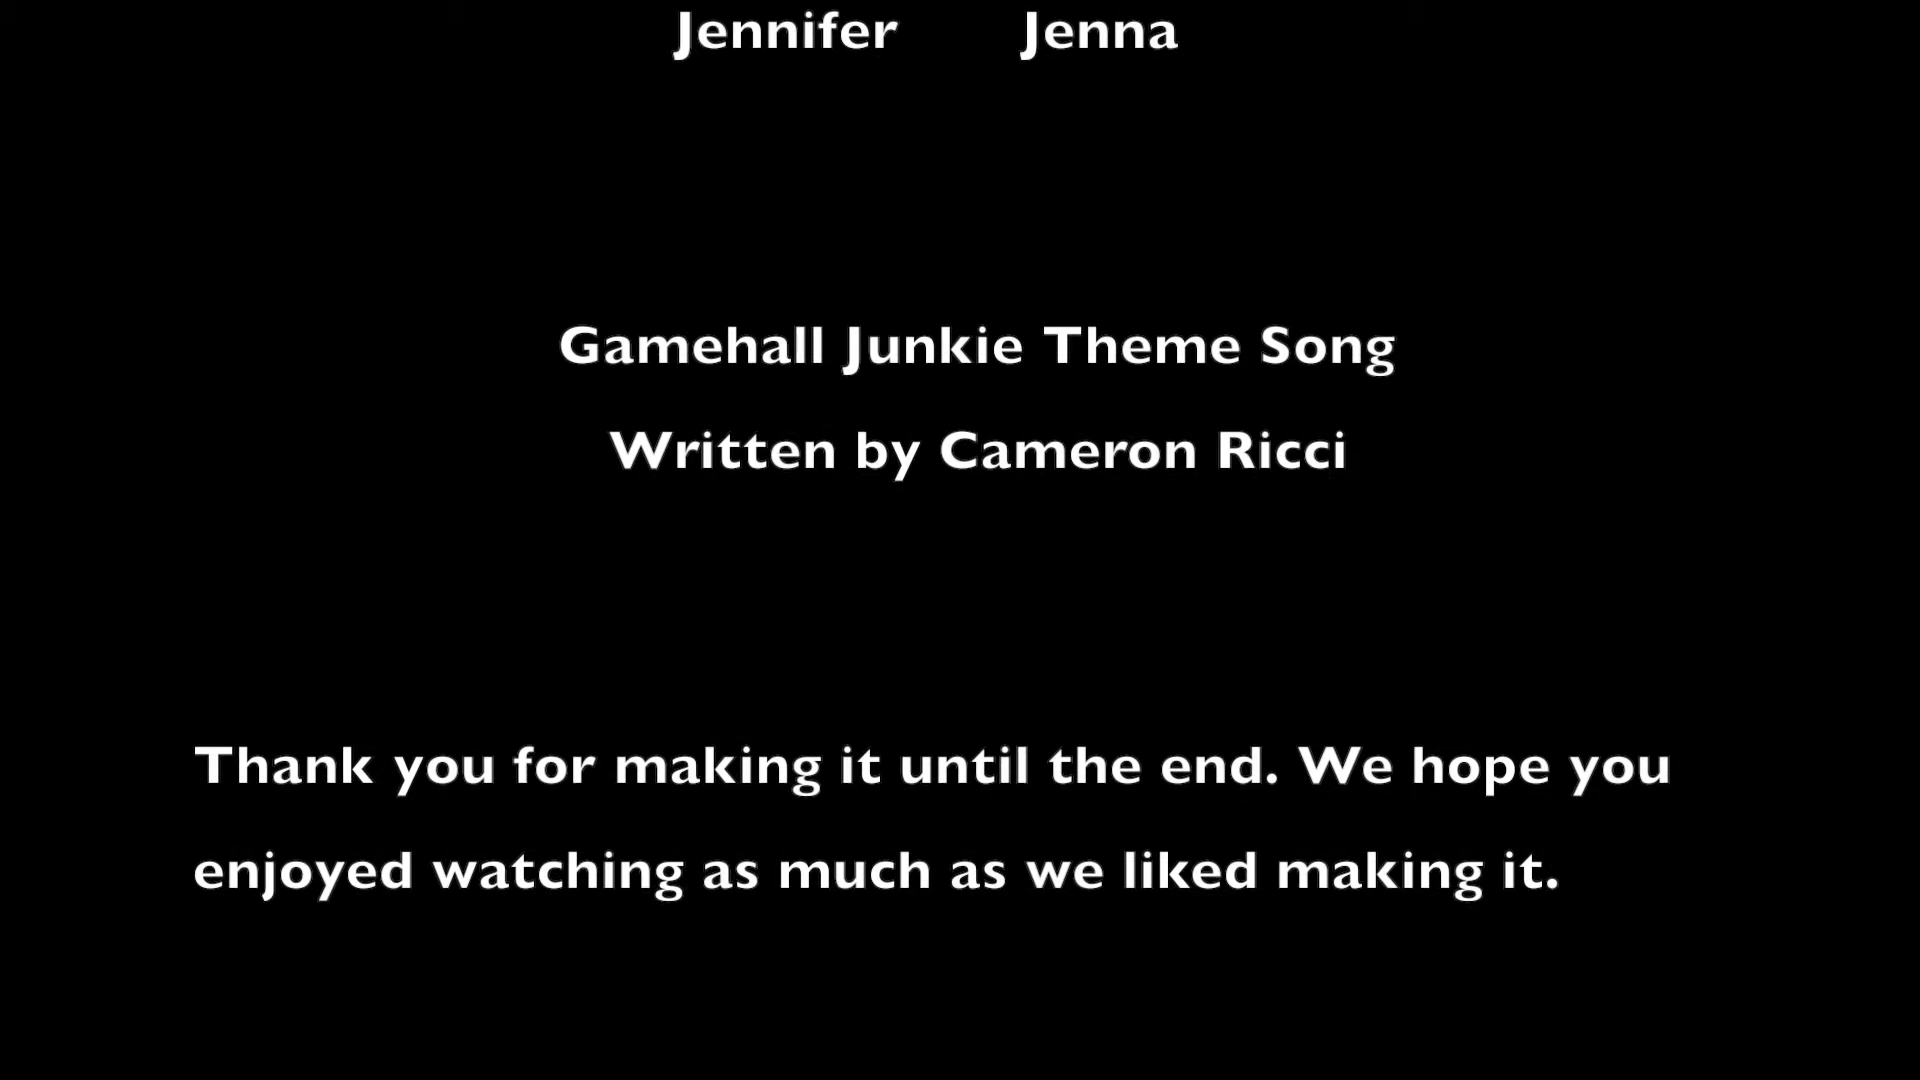 Jennifer Jenna
Gamehall Junkie Theme Song
Written by Cameron Ricci
Thank you for making it until the end. We hope you
enjoyed watching as much as we liked making it.